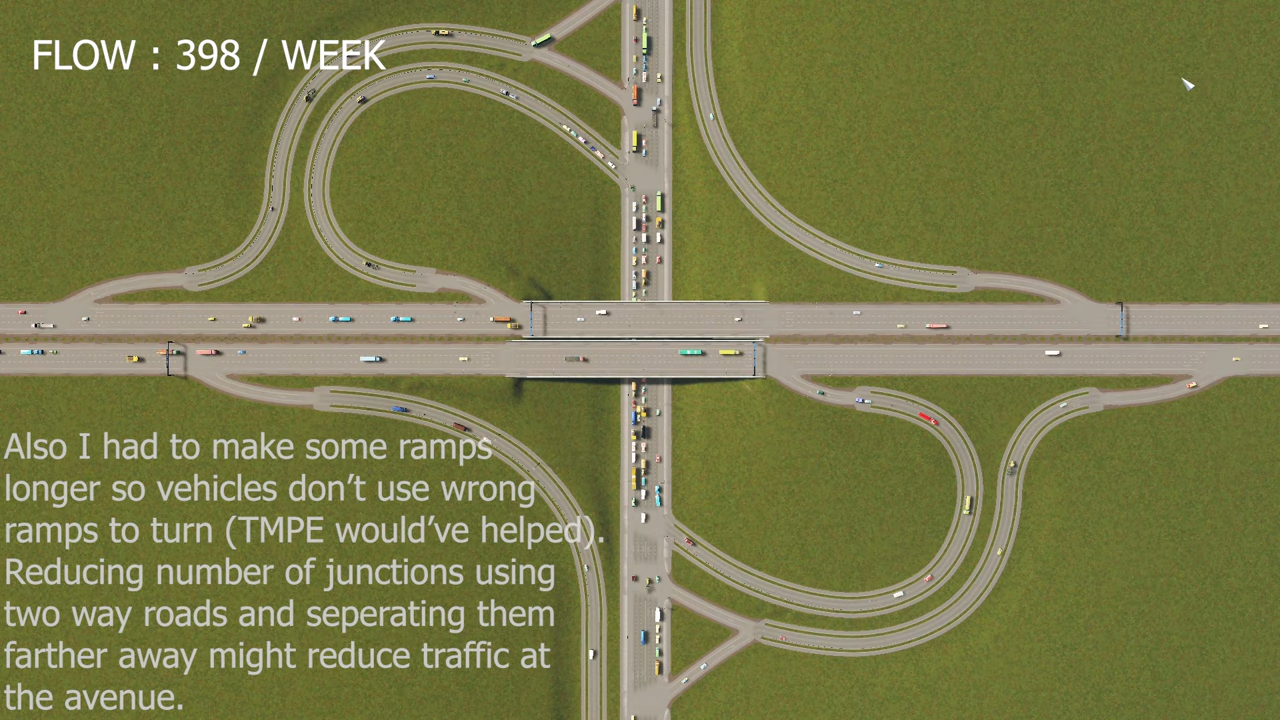 FLOW : 398 / WEEK
Also I had to make some ramps
longer so vehicles don’t use wrong
ramps to turn (TMPE would’ve helped).
Reducing number of junctions using
two way roads and seperating them
farther away might reduce traffic at
the avenue.